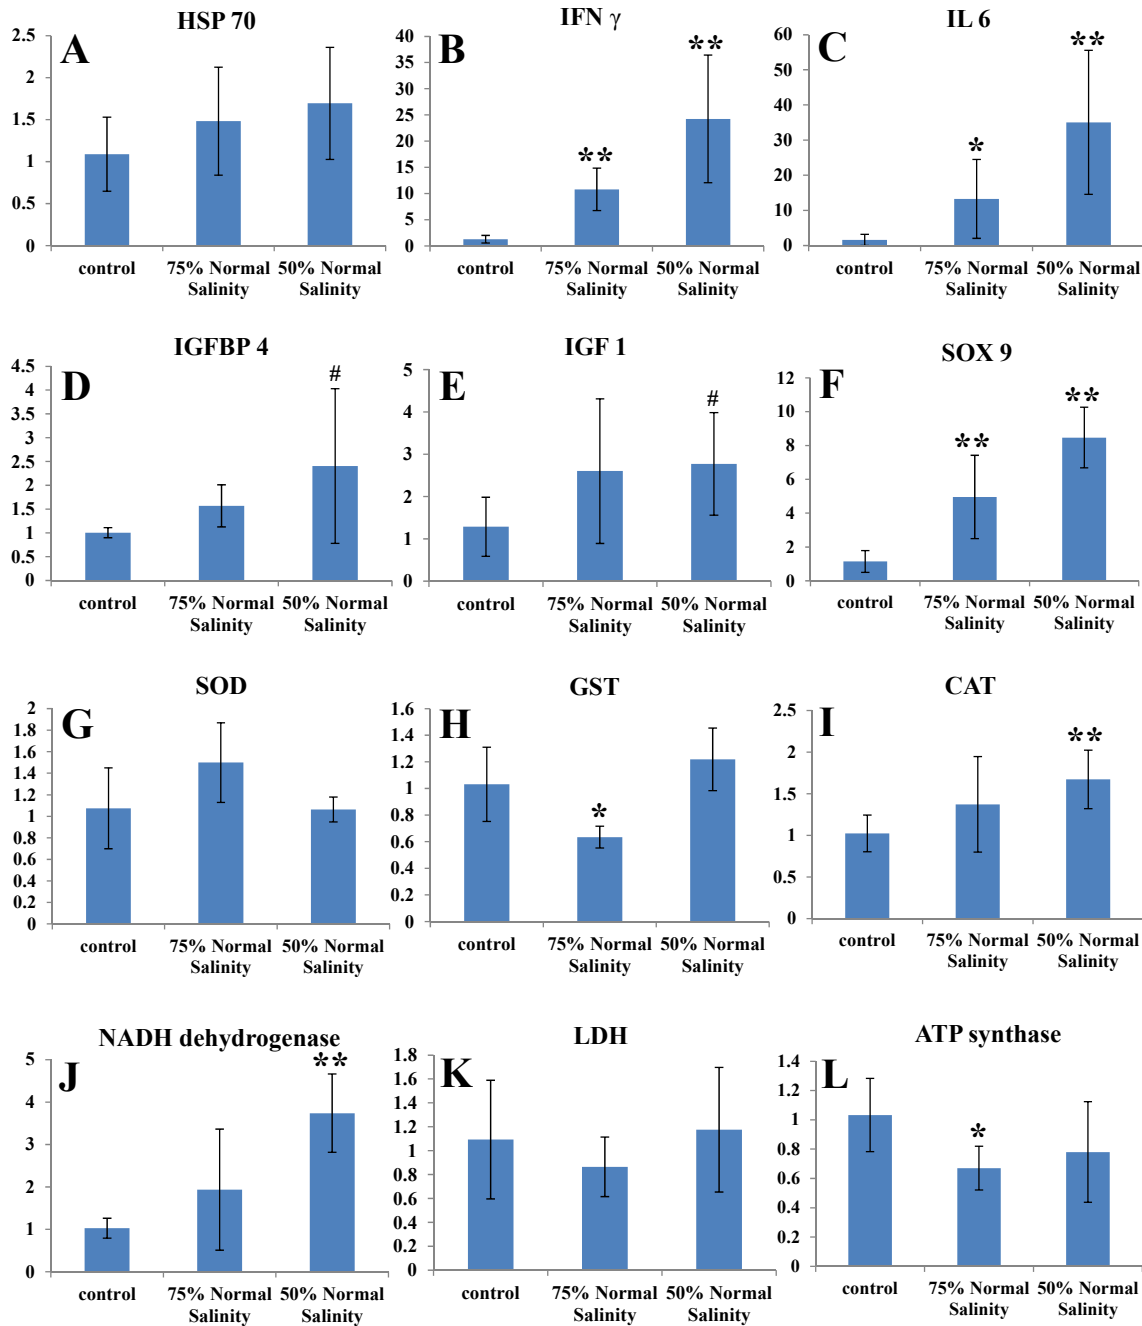 HSP 70
A
2.5
2
1.5
1
0.5
0
control
75% Normal
Salinity
50% Normal
Salinity
IFN γ
B
40
35
30
25
20
15
10
5
0
**
**
control
75% Normal
Salinity
50% Normal
Salinity
IL 6
C
60
50
40
30
20
10
0
*
**
control
75% Normal
Salinity
50% Normal
Salinity
IGFBP 4
D
4.5
4
3.5
3
2.5
2
1.5
1
0.5
0
#
control
75% Normal
Salinity
50% Normal
Salinity
IGF 1
E
5
4
3
2
1
0
#
control
75% Normal
Salinity
50% Normal
Salinity
SOX 9
F
12
10
8
6
4
2
0
**
**
control
75% Normal
Salinity
50% Normal
Salinity
SOD
G
2
1.8
1.6
1.4
1.2
1
0.8
0.6
0.4
0.2
0
control
75% Normal
Salinity
50% Normal
Salinity
GST
H
1.6
1.4
1.2
1
0.8
0.6
0.4
0.2
0
*
control
75% Normal
Salinity
50% Normal
Salinity
CAT
I
2.5
2
1.5
1
0.5
0
**
control
75% Normal
Salinity
50% Normal
Salinity
NADH dehydrogenase
J
5
4
3
2
1
0
**
control
75% Normal
Salinity
50% Normal
Salinity
LDH
K
1.8
1.6
1.4
1.2
1
0.8
0.6
0.4
0.2
0
control
75% Normal
Salinity
50% Normal
Salinity
ATP synthase
L
1.4
1.2
1
0.8
0.6
0.4
0.2
0
*
control
75% Normal
Salinity
50% Normal
Salinity